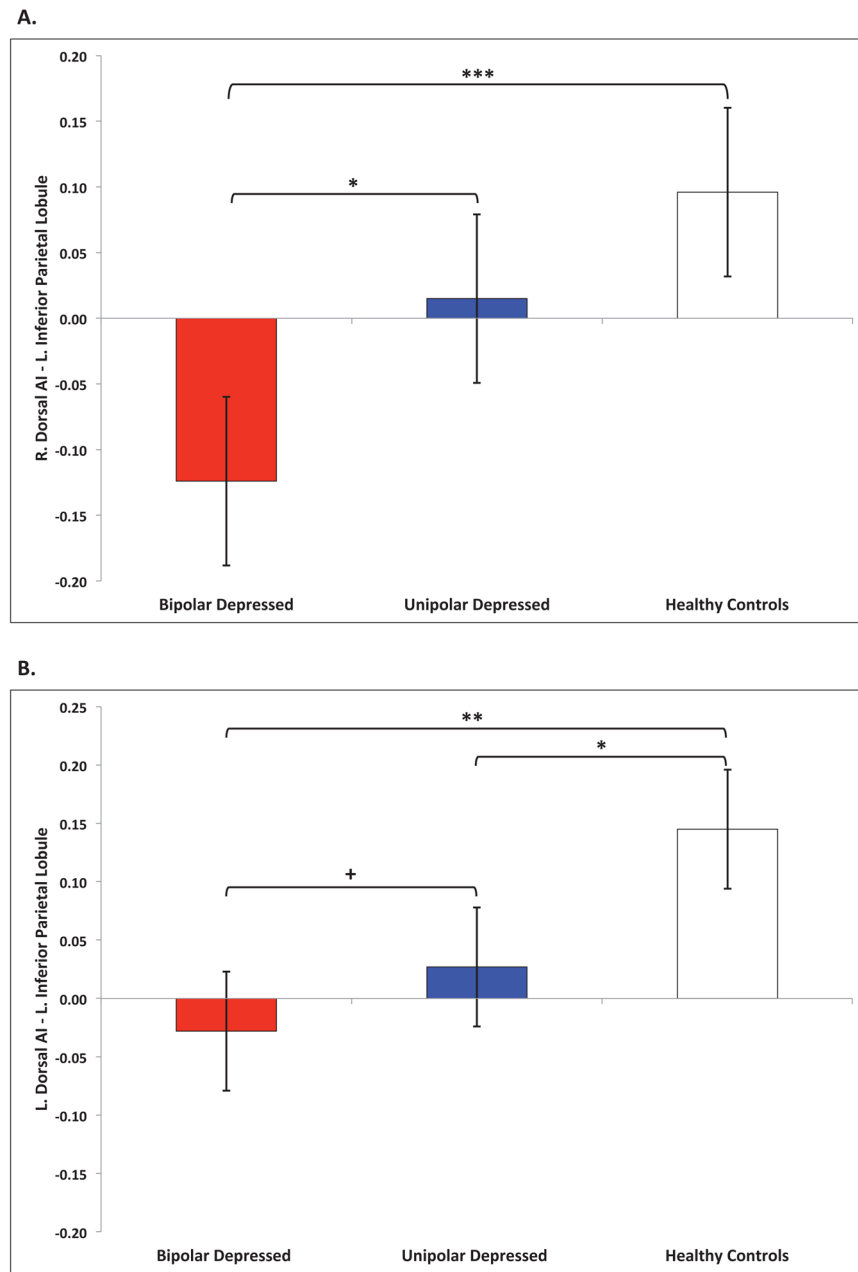 A.
0.20
0.15
0.10
0.05
0.00
-0.05
-0.10
-0.15
-0.20
R. Dorsal AI - L. Inferior Parietal Lobule
***
*
Bipolar Depressed
Unipolar Depressed
Healthy Controls
B.
0.25
0.20
0.15
0.10
0.05
0.00
-0.05
-0.10
-0.15
-0.20
L. Dorsal AI - L. Inferior Parietal Lobule
**
*
+
Bipolar Depressed
Unipolar Depressed
Healthy Controls